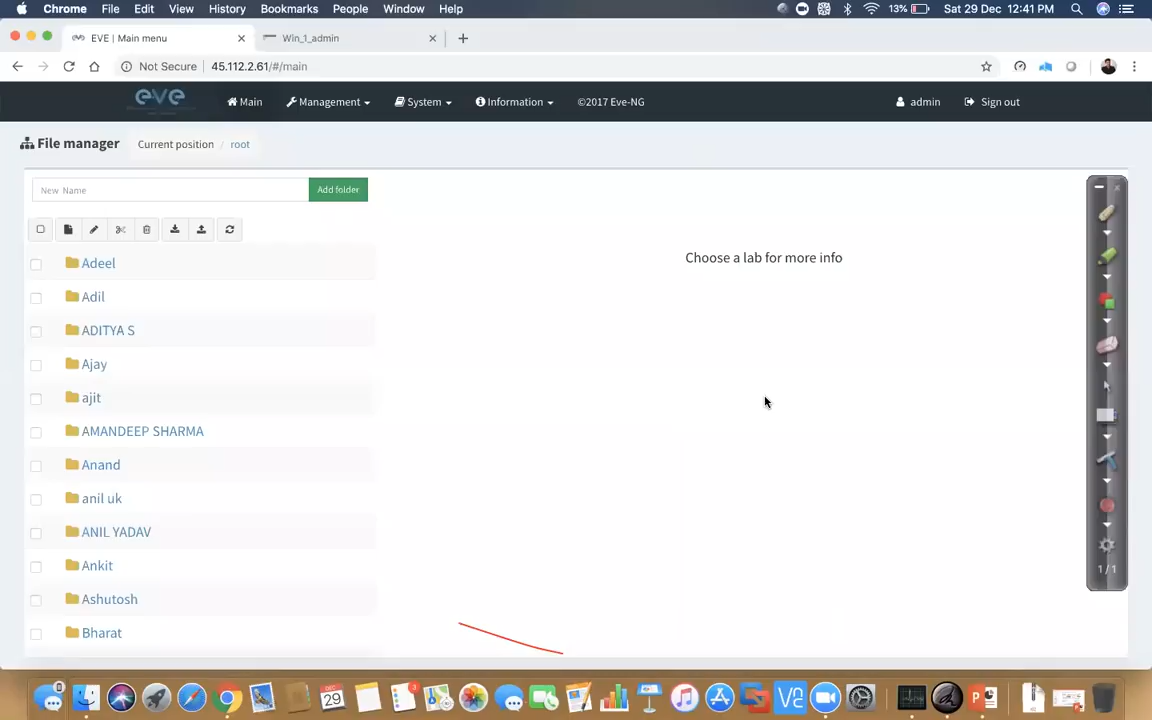 Chrome File Edit View History Bookmarks People Window Help 13% Sat 29 Dec 12:41 PM
EVE | Main menu Win_1_admin
Not Secure 45.112.2.61/#/main
eve Main Management System Information ©2017 Eve-NG admin Sign out
File manager Current position / root
New Name Add folder
Adeel
Choose a lab for more info
Adil
ADITYA S
Ajay
ajit
AMANDEEP SHARMA
Anand
anil uk
ANIL YADAV
Ankit
1 / 1
Ashutosh
Bharat